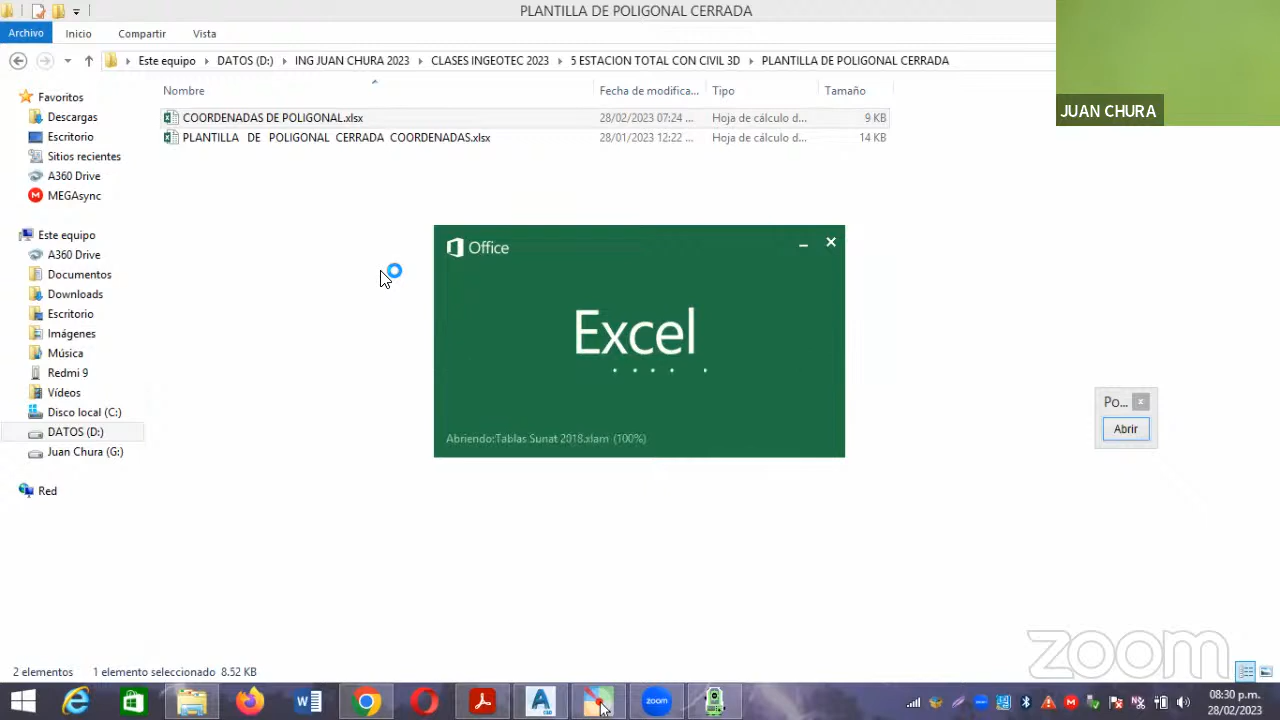 PLANTILLA DE POLIGONAL CERRADA
Archivo Inicio Compartir Vista
Este equipo DATOS (D:) ING JUAN CHURA 2023 CLASES INGEOTEC 2023 5 ESTACION TOTAL CON CIVIL 3D PLANTILLA DE POLIGONAL CERRADA
JUAN CHURA
Nombre Fecha de modifica... Tipo Tamaño
COORDENADAS DE POLIGONAL.xlsx 28/02/2023 07:24 ... Hoja de cálculo d... 9 KB
PLANTILLA DE POLIGONAL CERRADA COORDENADAS.xlsx 28/01/2023 12:22 ... Hoja de cálculo d... 14 KB
Favoritos
Descargas
Escritorio
Sitios recientes
A360 Drive
MEGAsync
Este equipo
A360 Drive
Documentos
Downloads
Escritorio
Imágenes
Música
Redmi 9
Vídeos
Disco local (C:)
DATOS (D:)
Juan Chura (G:)
Red
Office
Excel
Abriendo:Tablas Sunat 2018.xlam (100%)
Po...
Abrir
zoom
2 elementos 1 elemento seleccionado 8.52 KB
zoom
08:30 p.m.
28/02/2023